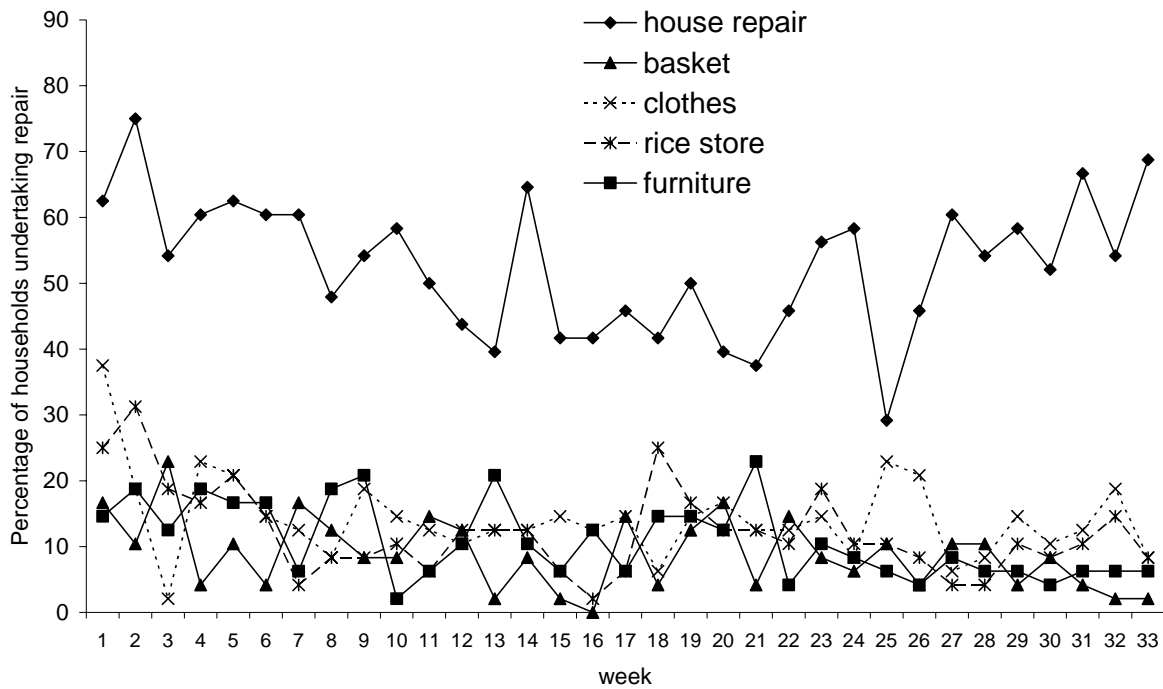 Percentage of households undertaking repair
90
80
70
60
50
40
30
20
10
0
house repair
basket
clothes
rice store
furniture
1 2 3 4 5 6 7 8 9 10 11 12 13 14 15 16 17 18 19 20 21 22 23 24 25 26 27 28 29 30 31 32 33
week